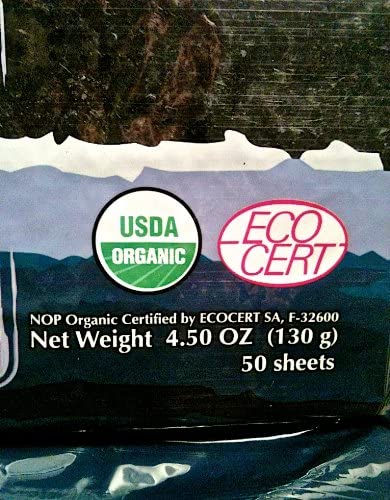 USDA
ORGANIC
ECO
CERT
NOP Organic Certified by ECOCERT SA, F-32600
Net Weight 4.50 OZ (130 g)
50 sheets